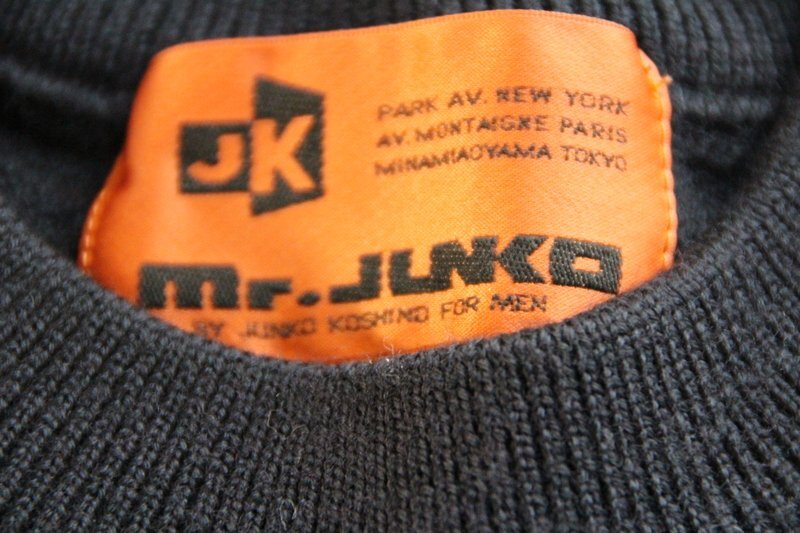 JK
PARK AV. NEW YORK
AV. MONTAIGNE PARIS
MINAMIAOYAMA TOKYO
Mr. JUNKO
BY JUNKO KOSHINO FOR MEN